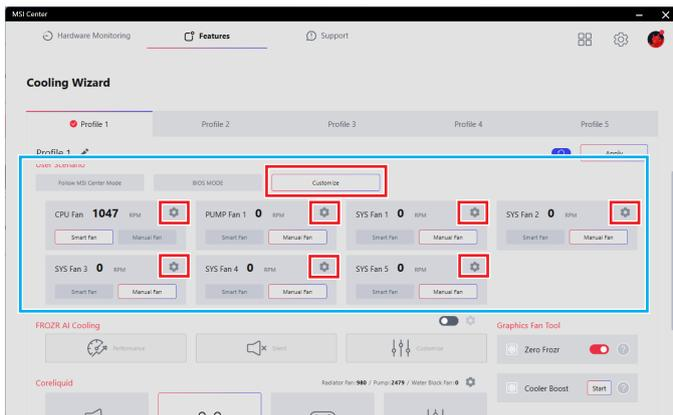 MSI Center
Hardware Monitoring Features Support
Cooling Wizard
Profile 1 Profile 2 Profile 3 Profile 4 Profile 5
Profile 1 Apply
User Scenario
Follow MSI Center Mode BIOS MODE Customize
CPU Fan 1047 RPM PUMP Fan 1 0 RPM SYS Fan 1 0 RPM SYS Fan 2 0 RPM
Smart Fan Manual Fan Smart Fan Manual Fan Smart Fan Manual Fan Smart Fan Manual Fan
SYS Fan 3 0 RPM SYS Fan 4 0 RPM SYS Fan 5 0 RPM
Smart Fan Manual Fan Smart Fan Manual Fan Smart Fan Manual Fan
FROZR AI Cooling Graphics Fan Tool
Performance Silent Customize Zero Frozr
Coreliquid Radiator Fan: 980 / Pump: 2479 / Water Block Fan: 0 Cooler Boost Start